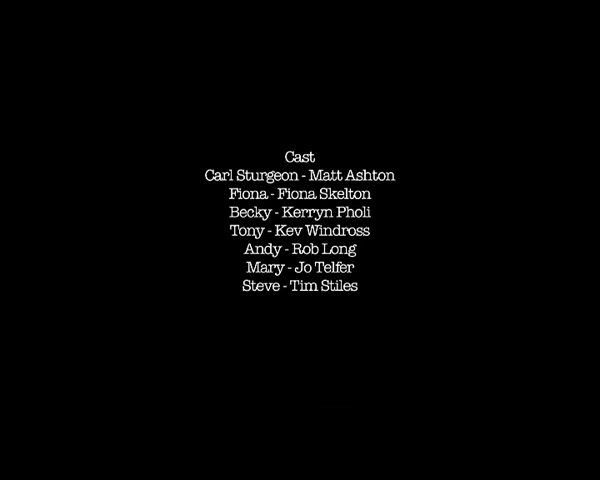 Cast
Carl Sturgeon - Matt Ashton
Fiona - Fiona Skelton
Becky - Kerryn Pholi
Tony - Kev Windross
Andy - Rob Long
Mary - Jo Telfer
Steve - Tim Stiles